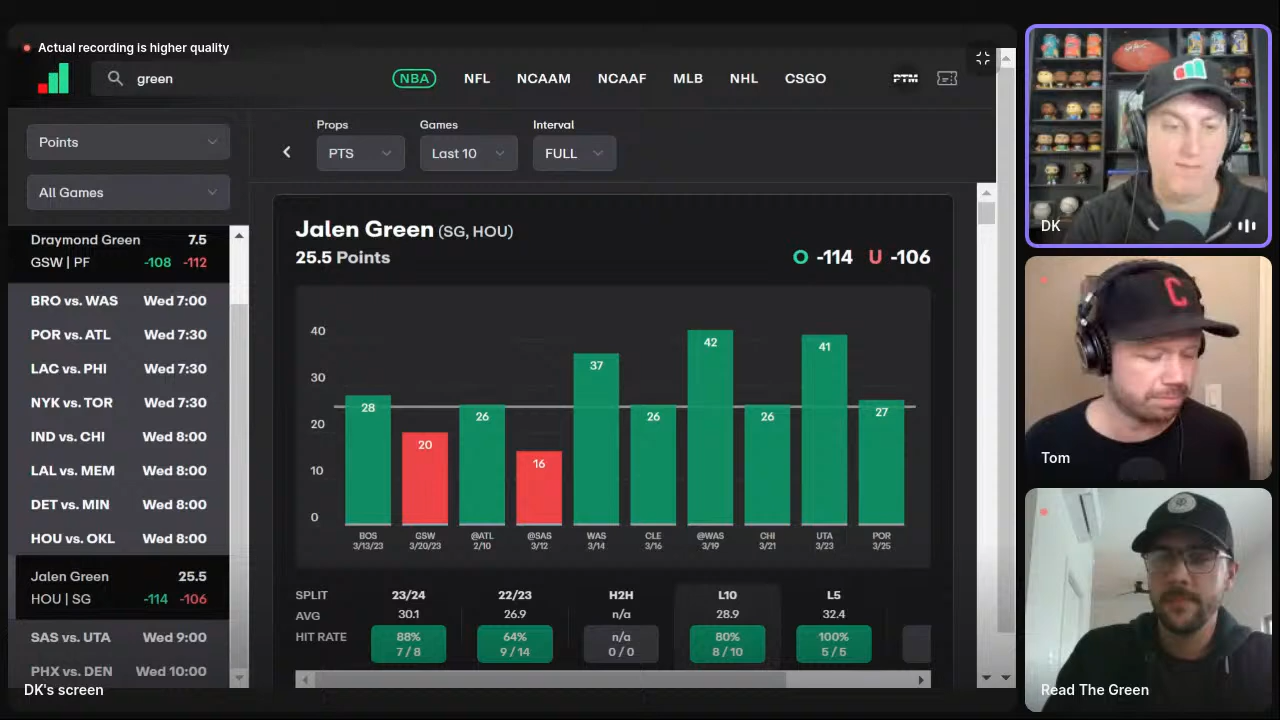 Actual recording is higher quality
green
NBA
NFL
NCAAM
NCAAF
MLB
NHL
CSGO
FTM
Points
All Games
Draymond Green 7.5
GSW | PF -108 -112
BRO vs. WAS Wed 7:00
POR vs. ATL Wed 7:30
LAC vs. PHI Wed 7:30
NYK vs. TOR Wed 7:30
IND vs. CHI Wed 8:00
LAL vs. MEM Wed 8:00
DET vs. MIN Wed 8:00
HOU vs. OKL Wed 8:00
Jalen Green 25.5
HOU | SG -114 -106
SAS vs. UTA Wed 9:00
PHX vs. DEN Wed 10:00
DK's screen
Props Games Interval
PTS Last 10 FULL
Jalen Green (SG, HOU)
25.5 Points O -114 U -106
40
30
20
10
0
28 20 26 16 37 26 42 26 41 27
BOS GSW @ATL @SAS WAS CLE @WAS CHI UTA POR
3/13/23 3/20/23 2/10 3/12 3/14 3/16 3/19 3/21 3/23 3/25
SPLIT 23/24 22/23 H2H L10 L5
AVG 30.1 26.9 n/a 28.9 32.4
HIT RATE 88% 64% n/a 80% 100%
7 / 8 9 / 14 0 / 0 8 / 10 5 / 5
DK
C
Tom
Read The Green